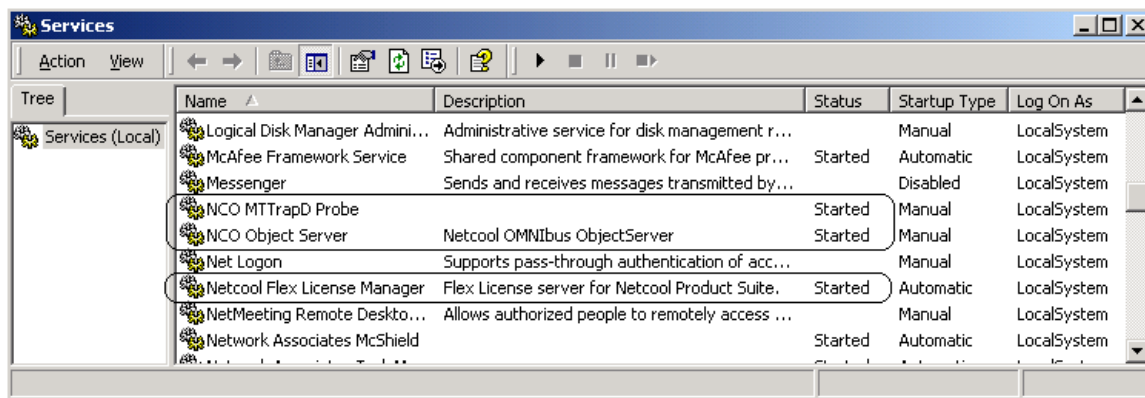 Services
Action View
Tree
Name Description Status Startup Type Log On As
Services (Local)
Logical Disk Manager Admini... Administrative service for disk management r... Manual LocalSystem
McAfee Framework Service Shared component framework for McAfee pr... Started Automatic LocalSystem
Messenger Sends and receives messages transmitted by... Disabled LocalSystem
NCO MTTrapD Probe Started Manual LocalSystem
NCO Object Server Netcool OMNIbus ObjectServer Started Manual LocalSystem
Net Logon Supports pass-through authentication of acc... Manual LocalSystem
Netcool Flex License Manager Flex License server for Netcool Product Suite. Started Automatic LocalSystem
NetMeeting Remote Deskto... Allows authorized people to remotely access ... Manual LocalSystem
Network Associates McShield Started Automatic LocalSystem